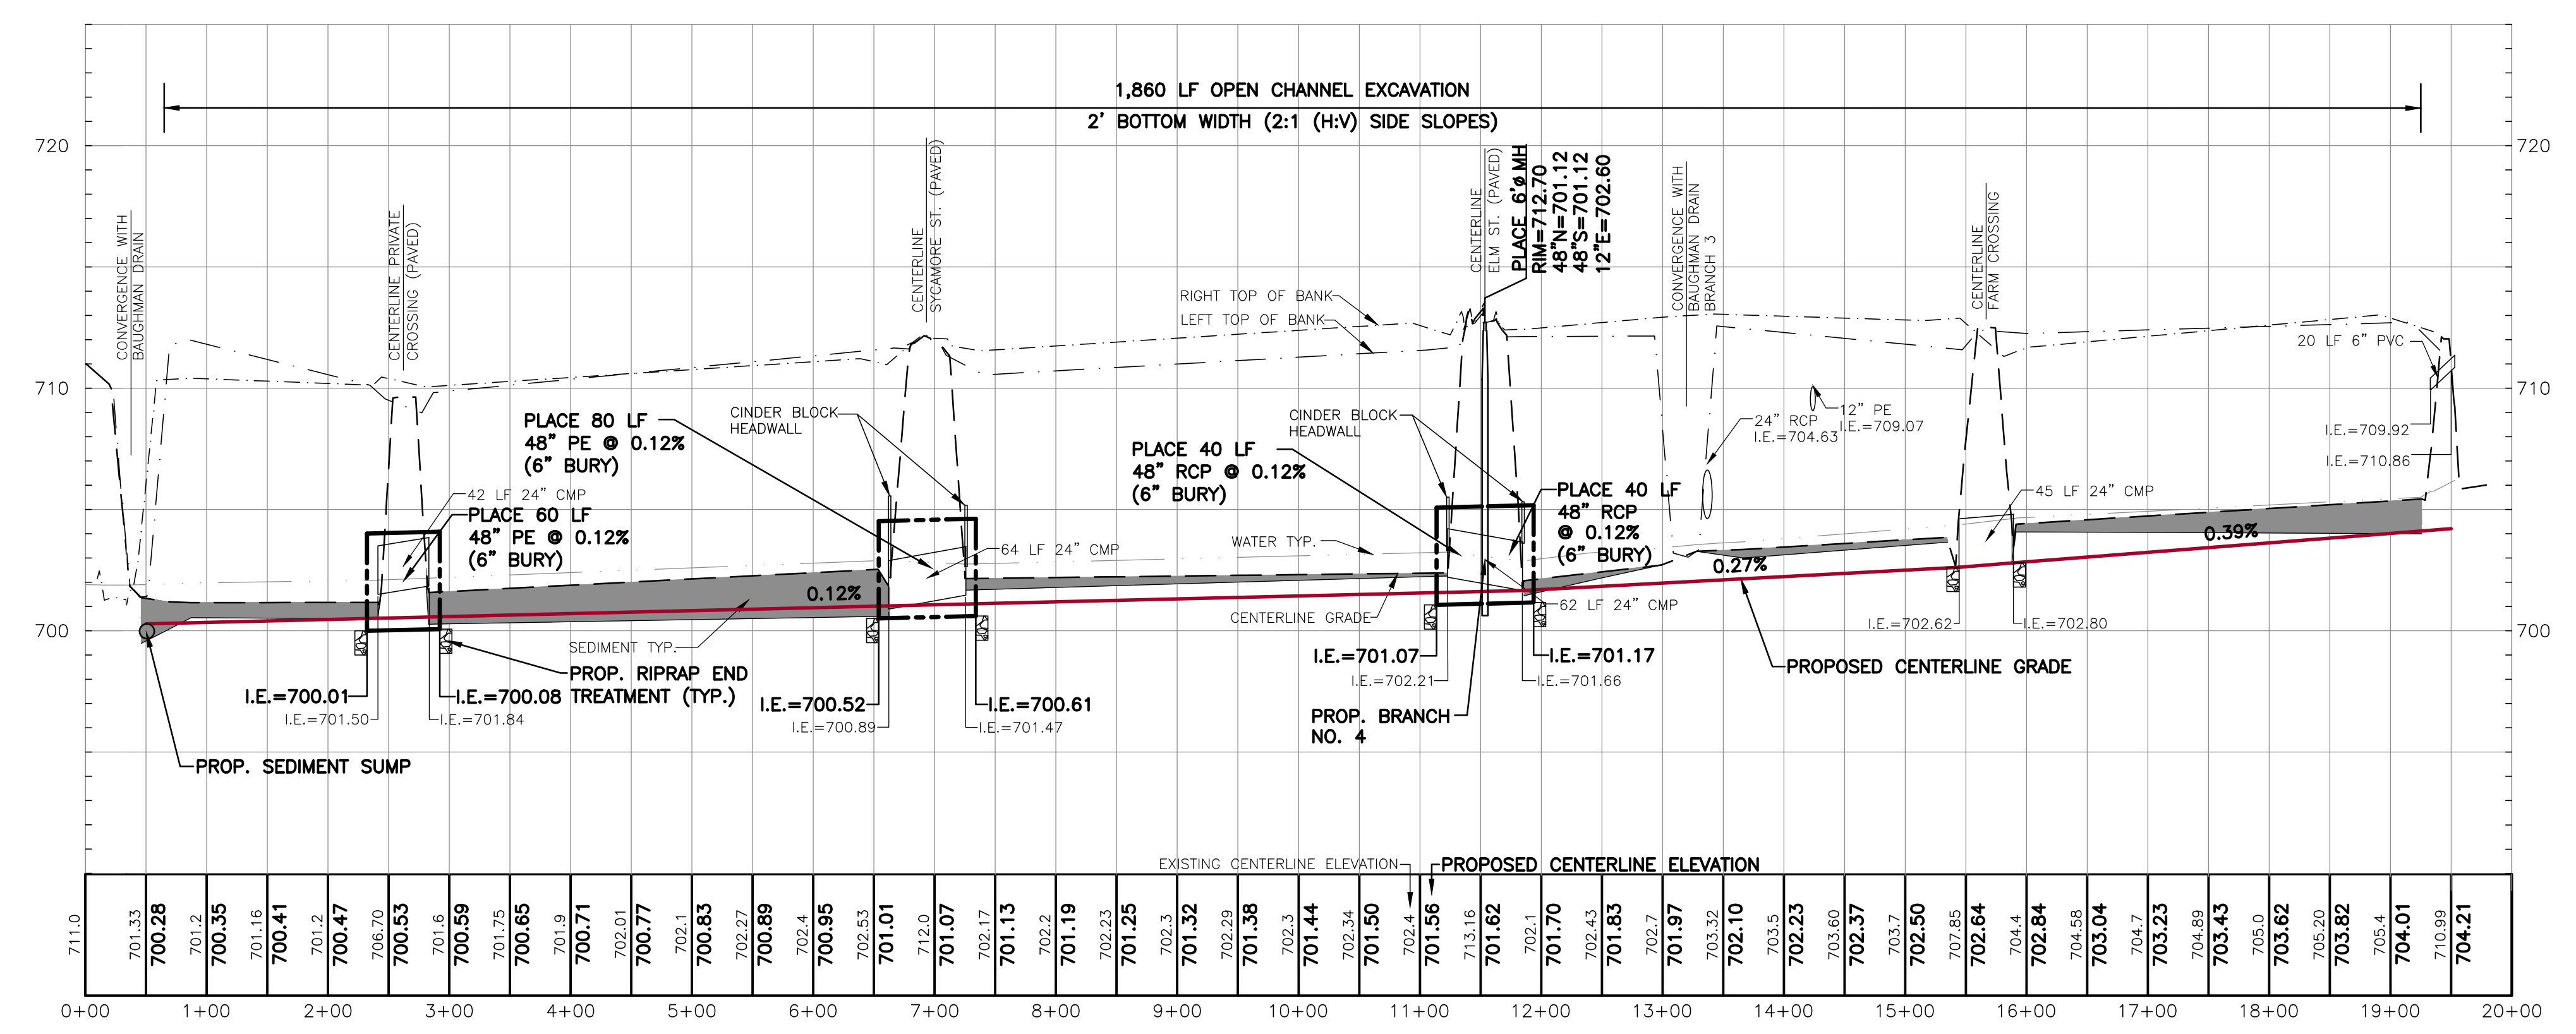 1,860 LF OPEN CHANNEL EXCAVATION
2' BOTTOM WIDTH (2:1 (H:V) SIDE SLOPES)
720
720
710
710
700
700
CONVERGENCE WITH
BAUGHMAN DRAIN
CENTERLINE PRIVATE
CROSSING (PAVED)
CENTERLINE
SYCAMORE ST. (PAVED)
CENTERLINE
ELM ST. (PAVED)
PLACE 6'ø MH
RIM=712.70
48"N=701.12
48"S=701.12
12"E=702.60
CONVERGENCE WITH
BAUGHMAN DRAIN
BRANCH 3
CENTERLINE
FARM CROSSING
RIGHT TOP OF BANK
LEFT TOP OF BANK
20 LF 6" PVC
I.E.=709.92
I.E.=710.86
PLACE 80 LF
48" PE @ 0.12%
(6" BURY)
CINDER BLOCK
HEADWALL
42 LF 24" CMP
PLACE 60 LF
48" PE @ 0.12%
(6" BURY)
64 LF 24" CMP
CINDER BLOCK
HEADWALL
PLACE 40 LF
48" RCP @ 0.12%
(6" BURY)
PLACE 40 LF
48" RCP
@ 0.12%
(6" BURY)
12" PE
I.E.=709.07
24" RCP
I.E.=704.63
45 LF 24" CMP
WATER TYP.
CENTERLINE GRADE
62 LF 24" CMP
0.12%
0.27%
0.39%
SEDIMENT TYP.
PROP. RIPRAP END
TREATMENT (TYP.)
I.E.=700.01
I.E.=701.50
I.E.=700.08
I.E.=701.84
I.E.=700.52
I.E.=700.89
I.E.=700.61
I.E.=701.47
I.E.=701.07
I.E.=702.21
I.E.=701.17
I.E.=701.66
I.E.=702.62
I.E.=702.80
PROPOSED CENTERLINE GRADE
PROP. BRANCH
NO. 4
PROP. SEDIMENT SUMP
EXISTING CENTERLINE ELEVATION
PROPOSED CENTERLINE ELEVATION
711.0
701.33
700.28
701.2
700.35
701.16
700.41
701.2
700.47
706.70
700.53
701.6
700.59
701.75
700.65
701.9
700.71
702.01
700.77
702.1
700.83
702.27
700.89
702.4
700.95
702.53
701.01
712.0
701.07
702.17
701.13
702.2
701.19
702.23
701.25
702.3
701.32
702.29
701.38
702.3
701.44
702.34
701.50
702.4
701.56
713.16
701.62
702.1
701.70
702.43
701.83
702.7
701.97
703.32
702.10
703.5
702.23
703.60
702.37
703.7
702.50
707.85
702.64
704.4
702.84
704.58
703.04
704.7
703.23
704.89
703.43
705.0
703.62
705.20
703.82
705.4
704.01
710.99
704.21
0+00 1+00 2+00 3+00 4+00 5+00 6+00 7+00 8+00 9+00 10+00 11+00 12+00 13+00 14+00 15+00 16+00 17+00 18+00 19+00 20+00